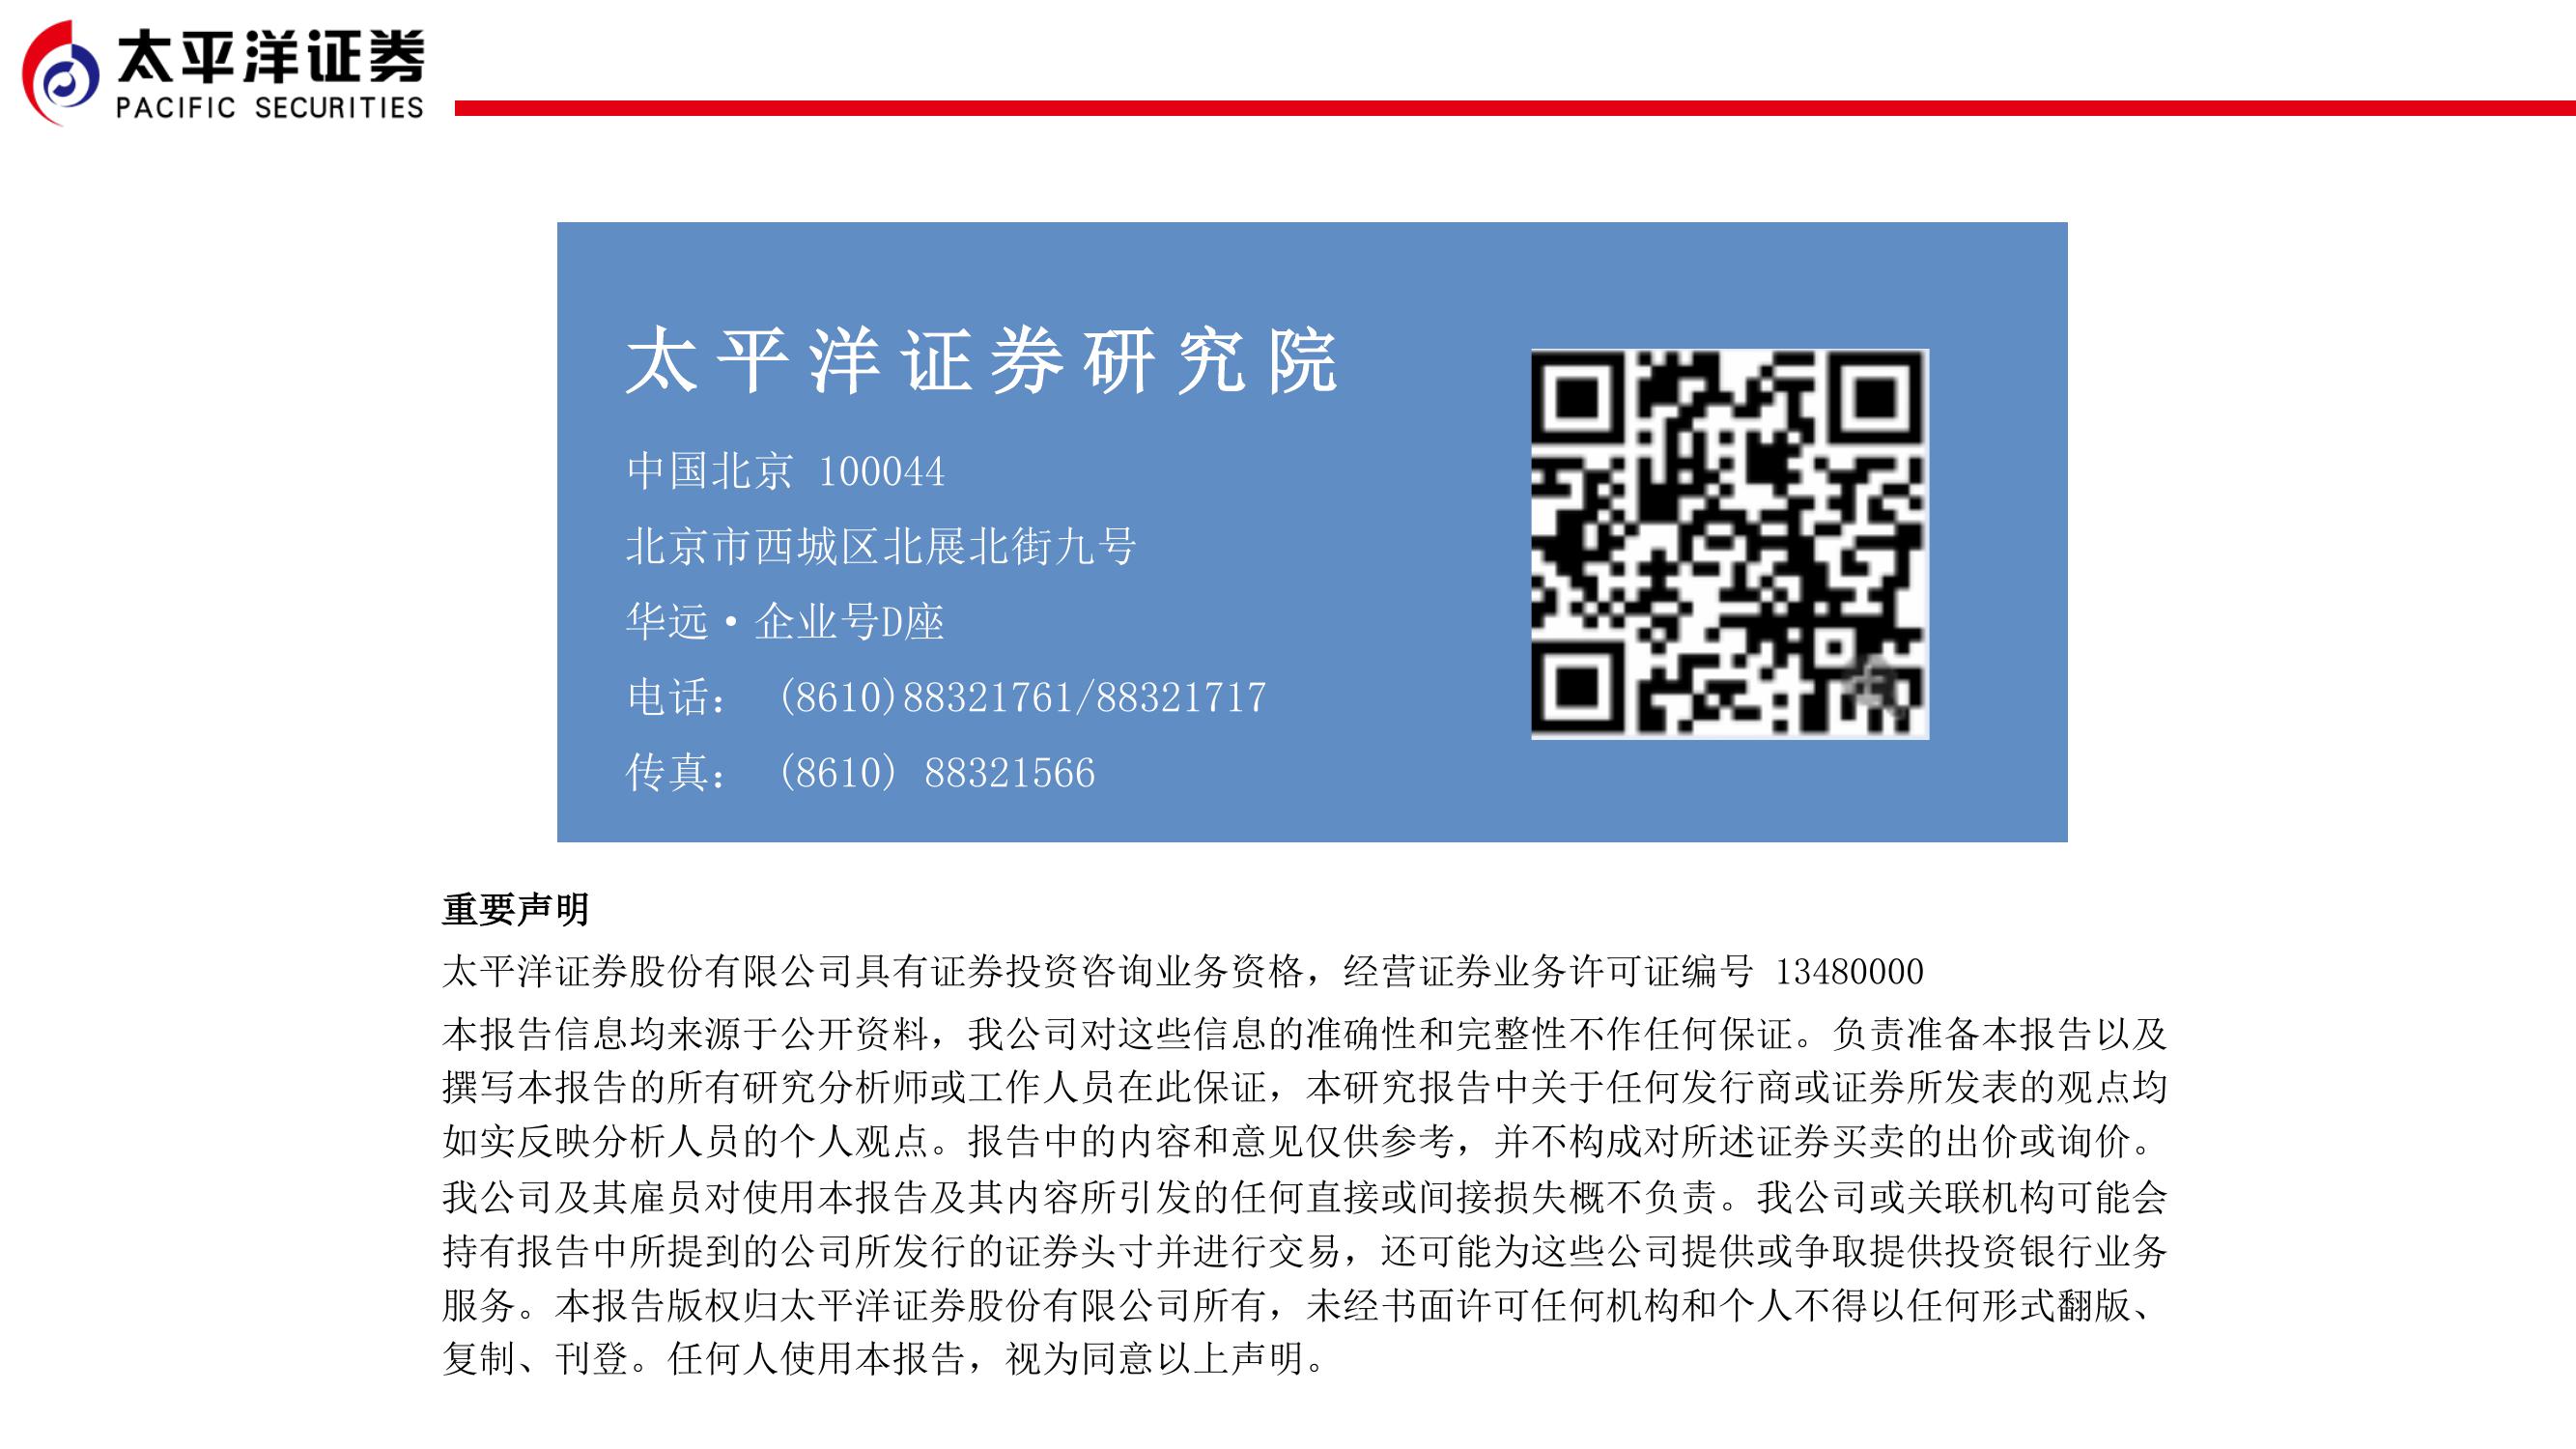 太平洋证券
PACIFIC SECURITIES
太平洋证券研究院
中国北京 100044
北京市西城区北展北街九号
华远·企业号D座
电话： (8610)88321761/88321717
传真： (8610) 88321566
重要声明
太平洋证券股份有限公司具有证券投资咨询业务资格，经营证券业务许可证编号 13480000
本报告信息均来源于公开资料，我公司对这些信息的准确性和完整性不作任何保证。负责准备本报告以及
撰写本报告的所有研究分析师或工作人员在此保证，本研究报告中关于任何发行商或证券所发表的观点均
如实反映分析人员的个人观点。报告中的内容和意见仅供参考，并不构成对所述证券买卖的出价或询价。
我公司及其雇员对使用本报告及其内容所引发的任何直接或间接损失概不负责。我公司或关联机构可能会
持有报告中所提到的公司所发行的证券头寸并进行交易，还可能为这些公司提供或争取提供投资银行业务
服务。本报告版权归太平洋证券股份有限公司所有，未经书面许可任何机构和个人不得以任何形式翻版、
复制、刊登。任何人使用本报告，视为同意以上声明。